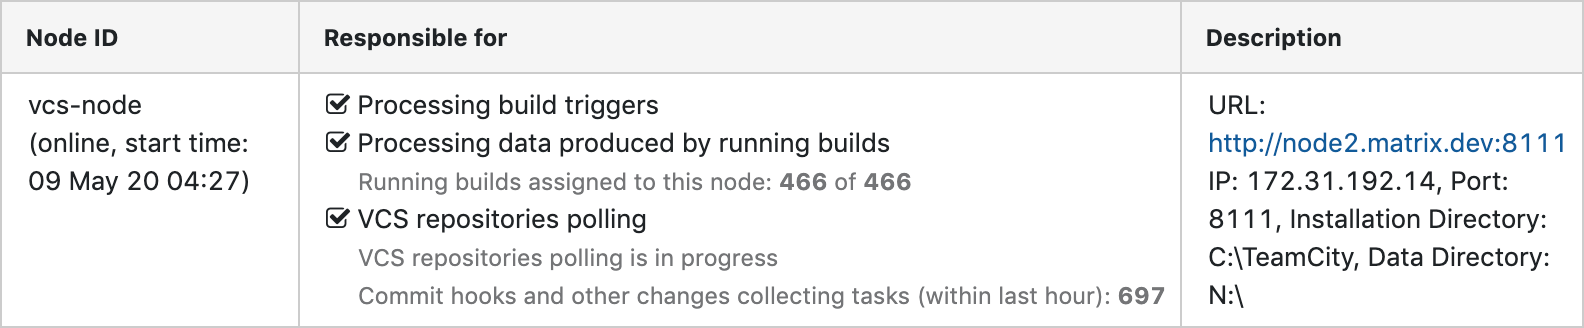 Node ID
Responsible for
Description
vcs-node
(online, start time:
09 May 20 04:27)
Processing build triggers
Processing data produced by running builds
Running builds assigned to this node: 466 of 466
VCS repositories polling
VCS repositories polling is in progress
Commit hooks and other changes collecting tasks (within last hour): 697
URL:
http://node2.matrix.dev:8111
IP: 172.31.192.14, Port:
8111, Installation Directory:
C:\TeamCity, Data Directory:
N:\